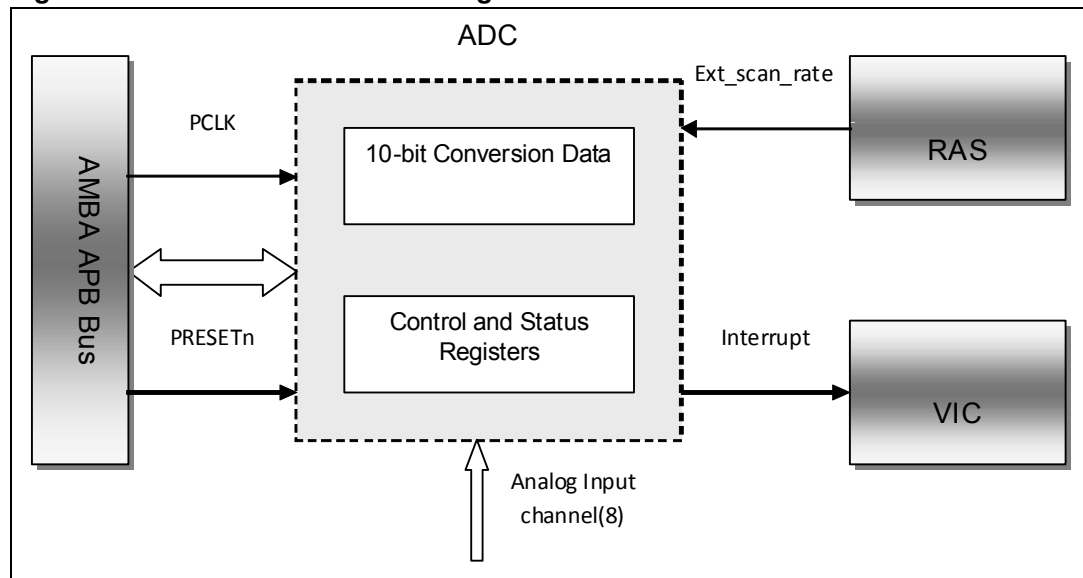 ADC
Ext_scan_rate
PCLK
10-bit Conversion Data
RAS
AMBA APB Bus
PRESETn
Control and Status
Registers
Interrupt
VIC
Analog Input
channel(8)